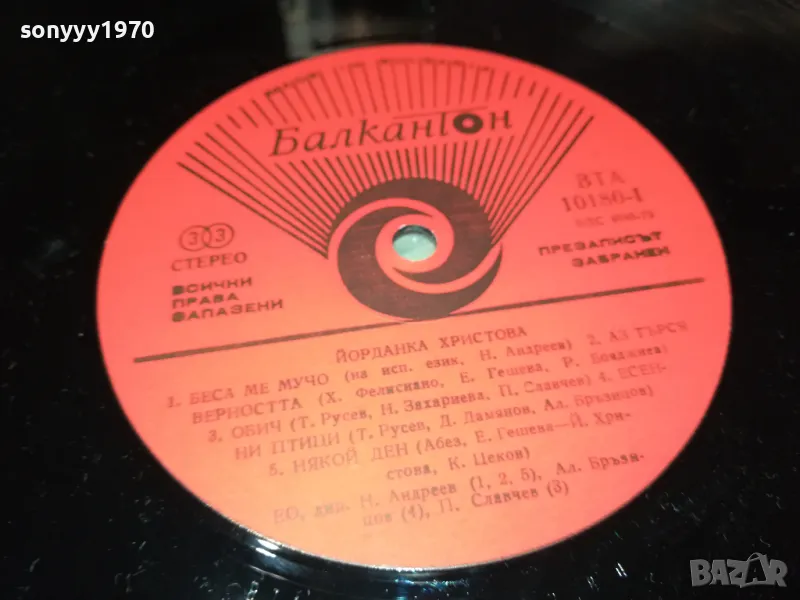 sonyyy1970
Балкантон
ВТА
10180-I
33
СТЕРЕО
ВСИЧКИ
ПРАВА
ЗАПАЗЕНИ
ПРЕЗАПИСЪТ
ЗАБРАНЕН
ЙОРДАНКА ХРИСТОВА
1. БЕСА МЕ МУЧО (на исп. език, Н. Андреев) 2. АЗ ТЪРСЯ
ВЕРНОСТТА (Х. Фелисиано, Е. Гешева, Р. Бояджиев)
3. ОБИЧ (Т. Русев, Н. Захариева, П. Славчев) 4. ЕСЕН-
НИ ПТИЦИ (Т. Русев, Д. Дамянов, Ал. Бръзицов)
5. НЯКОЙ ДЕН (Абез, Е. Гешева—Й. Хри-
стова, К. Цеков)
ЕО, дир. Н. Андреев (1, 2, 5), Ал. Бръзи-
цов (4), П. Славчев (3)
BAZAR